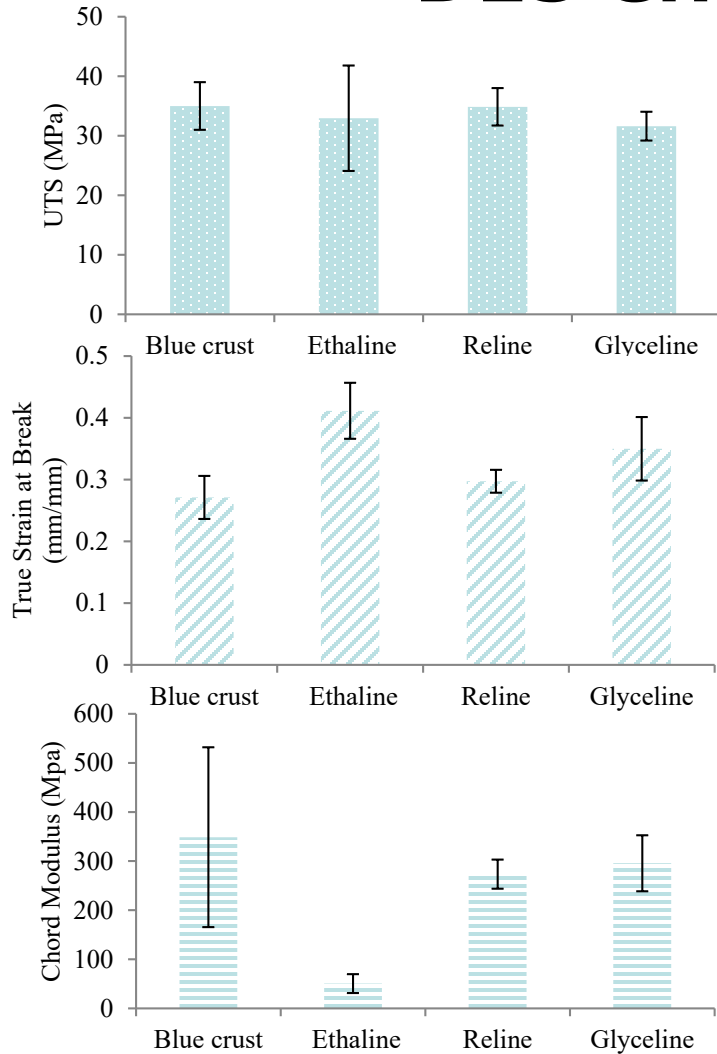 50
40
30
20
10
0
UTS (MPa)
Blue crust Ethaline Reline Glyceline
0.5
0.4
0.3
0.2
0.1
0
True Strain at Break
(mm/mm)
Blue crust Ethaline Reline Glyceline
600
500
400
300
200
100
0
Chord Modulus (Mpa)
Blue crust Ethaline Reline Glyceline